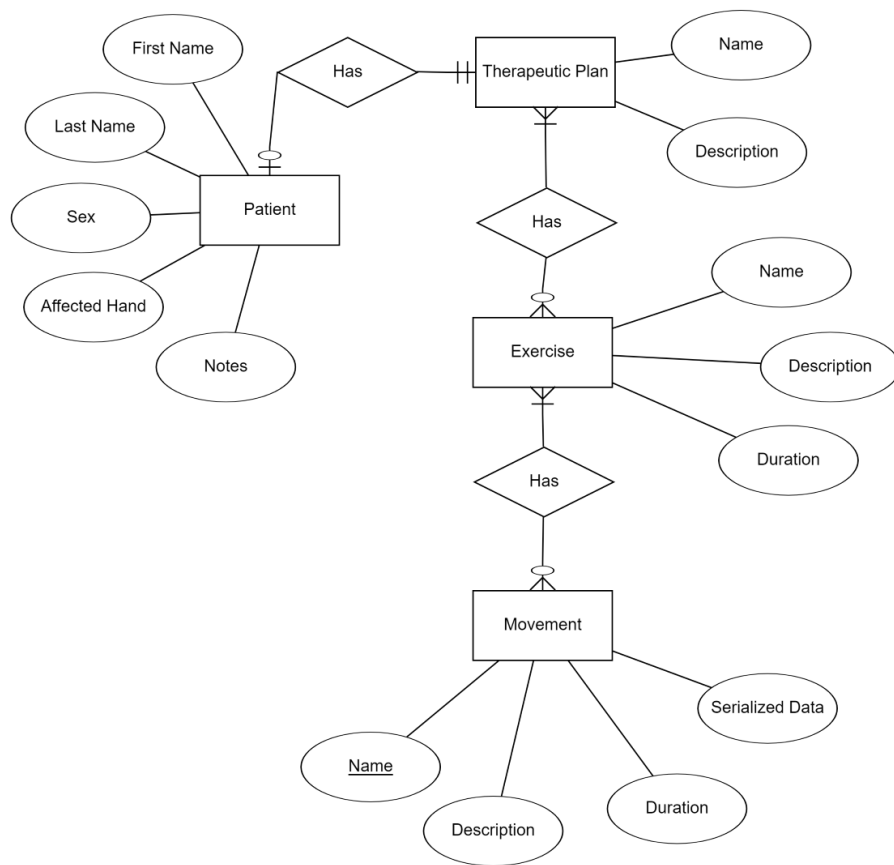 First Name
Has
Therapeutic Plan
Name
Last Name
Description
Patient
Sex
Has
Affected Hand
Name
Exercise
Notes
Description
Duration
Has
Movement
Serialized Data
Name
Duration
Description